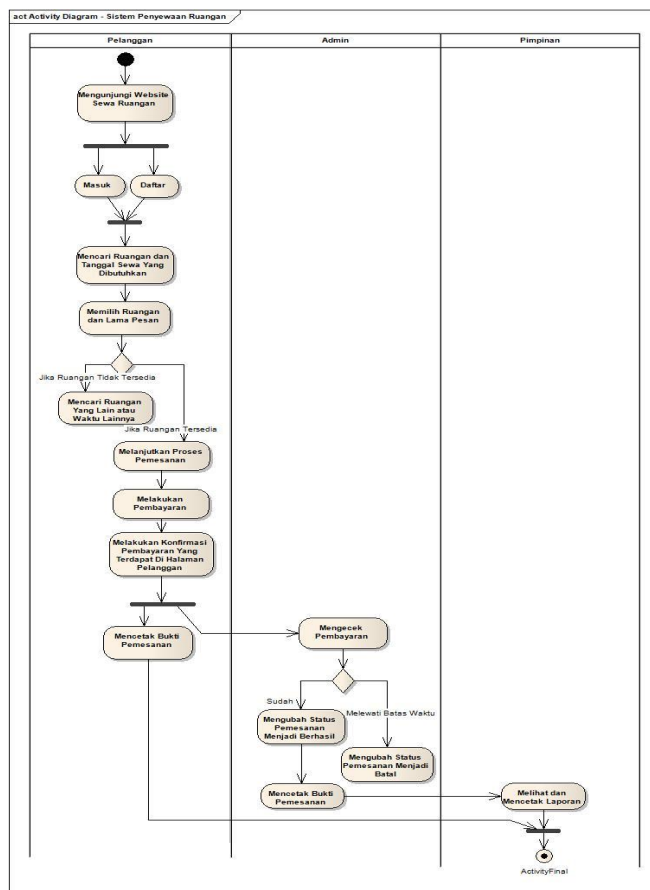 act Activity Diagram - Sistem Penyewaan Ruangan
Pelanggan
Admin
Pimpinan
Mengunjungi Website
Sewa Ruangan
Masuk
Daftar
Mencari Ruangan dan
Tanggal Sewa Yang
Dibutuhkan
Memilih Ruangan
dan Lama Pesan
Jika Ruangan Tidak Tersedia
Mencari Ruangan
Yang Lain atau
Waktu Lainnya
Jika Ruangan Tersedia
Melanjutkan Proses
Pemesanan
Melakukan
Pembayaran
Melakukan Konfirmasi
Pembayaran Yang
Terdapat Di Halaman
Pelanggan
Mencetak Bukti
Pemesanan
Mengecek
Pembayaran
Sudah
Melewati Batas Waktu
Mengubah Status
Pemesanan
Menjadi Berhasil
Mengubah Status
Pemesanan Menjadi
Batal
Mencetak Bukti
Pemesanan
Melihat dan
Mencetak Laporan
ActivityFinal